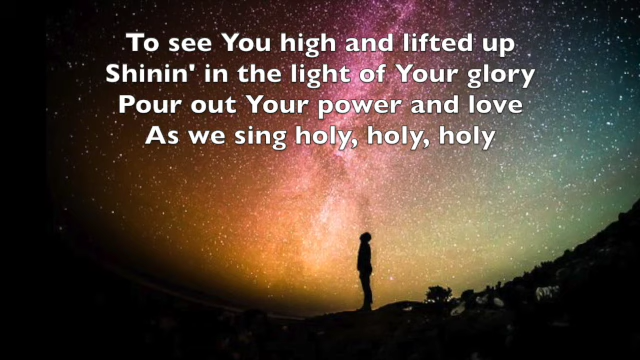 To see You high and lifted up
Shinin' in the light of Your glory
Pour out Your power and love
As we sing holy, holy, holy